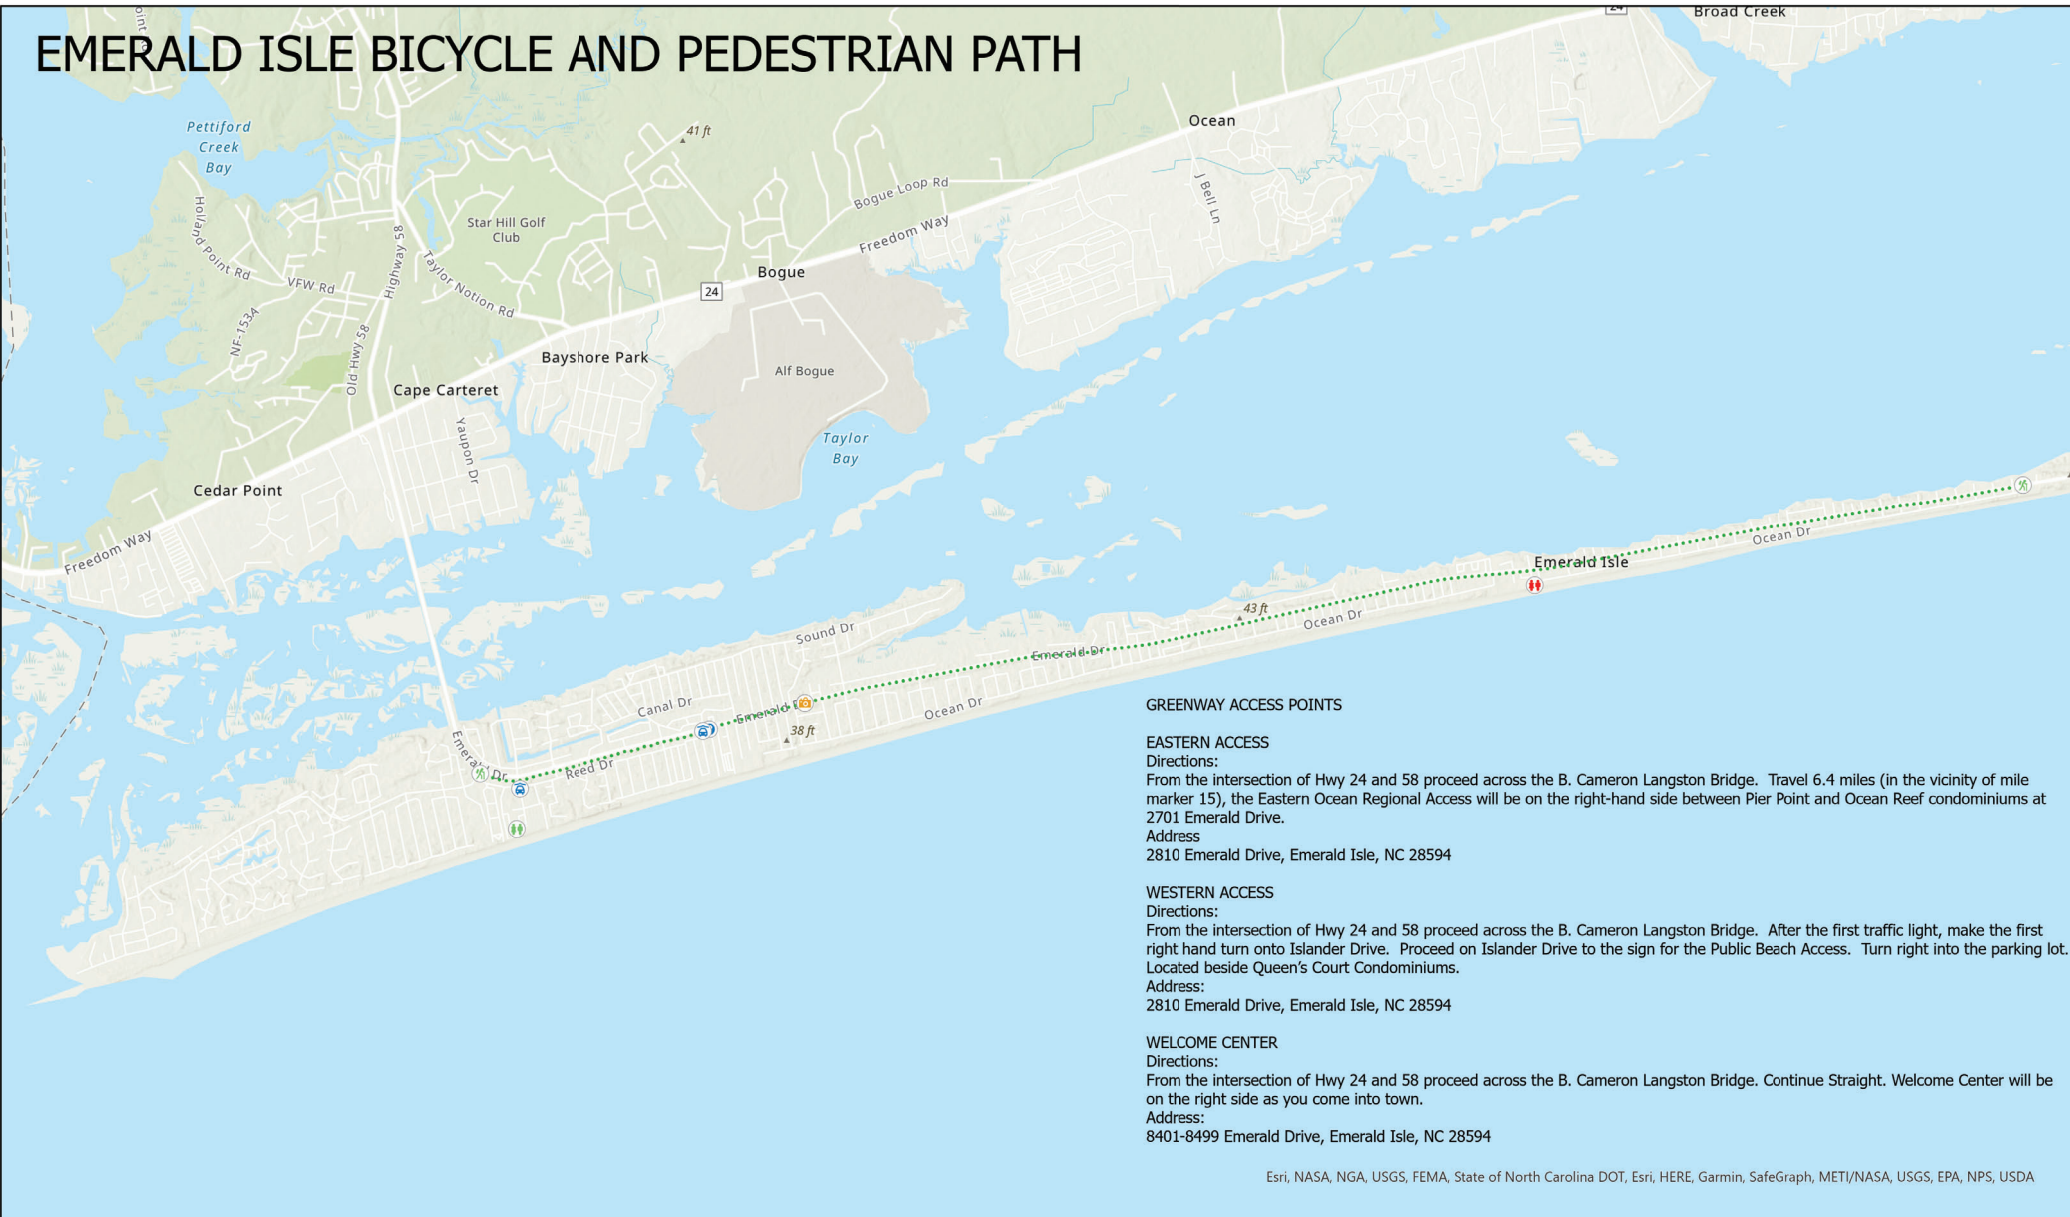 Broad Creek
24
EMERALD ISLE BICYCLE AND PEDESTRIAN PATH
Pettiford
Creek
Bay
41 ft
Ocean
Holland Point Rd
Bogue Loop Rd
J Bell Ln
Star Hill Golf
Club
Freedom Way
Highway 58
Taylor Notion Rd
VFW Rd
Bogue
24
NF-153A
Old Hwy 58
Bayshore Park
Alf Bogue
Cape Carteret
Yaupon Dr
Taylor
Bay
Cedar Point
Freedom Way
Ocean Dr
Emerald Isle
43 ft
Ocean Dr
Sound Dr
Emerald Dr
Canal Dr
Emerald
Ocean Dr
38 ft
Emerald Dr
Reed Dr
GREENWAY ACCESS POINTS
EASTERN ACCESS
Directions:
From the intersection of Hwy 24 and 58 proceed across the B. Cameron Langston Bridge.  Travel 6.4 miles (in the vicinity of mile
marker 15), the Eastern Ocean Regional Access will be on the right-hand side between Pier Point and Ocean Reef condominiums at
2701 Emerald Drive.
Address
2810 Emerald Drive, Emerald Isle, NC 28594
WESTERN ACCESS
Directions:
From the intersection of Hwy 24 and 58 proceed across the B. Cameron Langston Bridge.  After the first traffic light, make the first
right hand turn onto Islander Drive.  Proceed on Islander Drive to the sign for the Public Beach Access.  Turn right into the parking lot.
Located beside Queen's Court Condominiums.
Address:
2810 Emerald Drive, Emerald Isle, NC 28594
WELCOME CENTER
Directions:
From the intersection of Hwy 24 and 58 proceed across the B. Cameron Langston Bridge. Continue Straight. Welcome Center will be
on the right side as you come into town.
Address:
8401-8499 Emerald Drive, Emerald Isle, NC 28594
Esri, NASA, NGA, USGS, FEMA, State of North Carolina DOT, Esri, HERE, Garmin, SafeGraph, METI/NASA, USGS, EPA, NPS, USDA